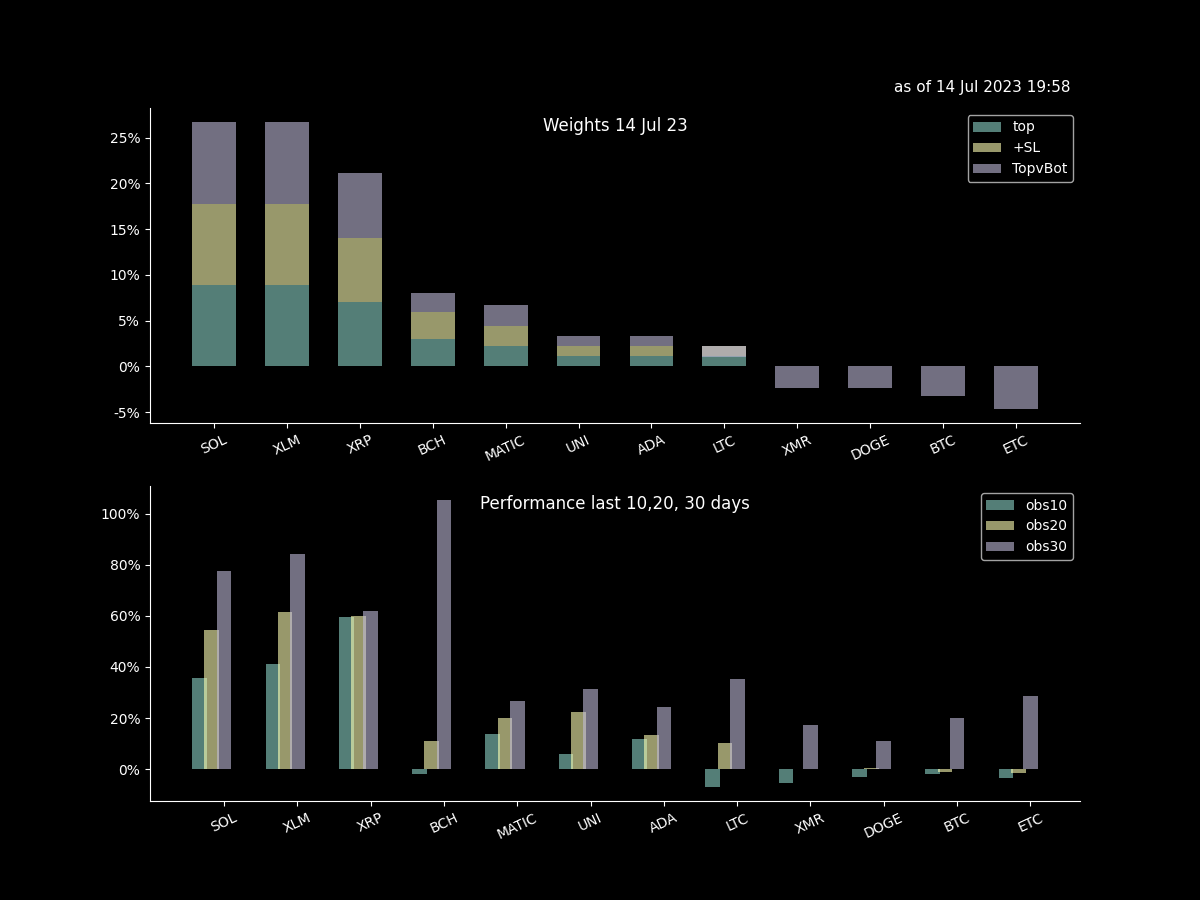 as of 14 Jul 2023 19:58
Weights 14 Jul 23
top
+SL
TopvBot
25%
20%
15%
10%
5%
0%
-5%
SOL XLM XRP BCH MATIC UNI ADA LTC XMR DOGE BTC ETC
Performance last 10,20, 30 days
obs10
obs20
obs30
100%
80%
60%
40%
20%
0%
SOL XLM XRP BCH MATIC UNI ADA LTC XMR DOGE BTC ETC